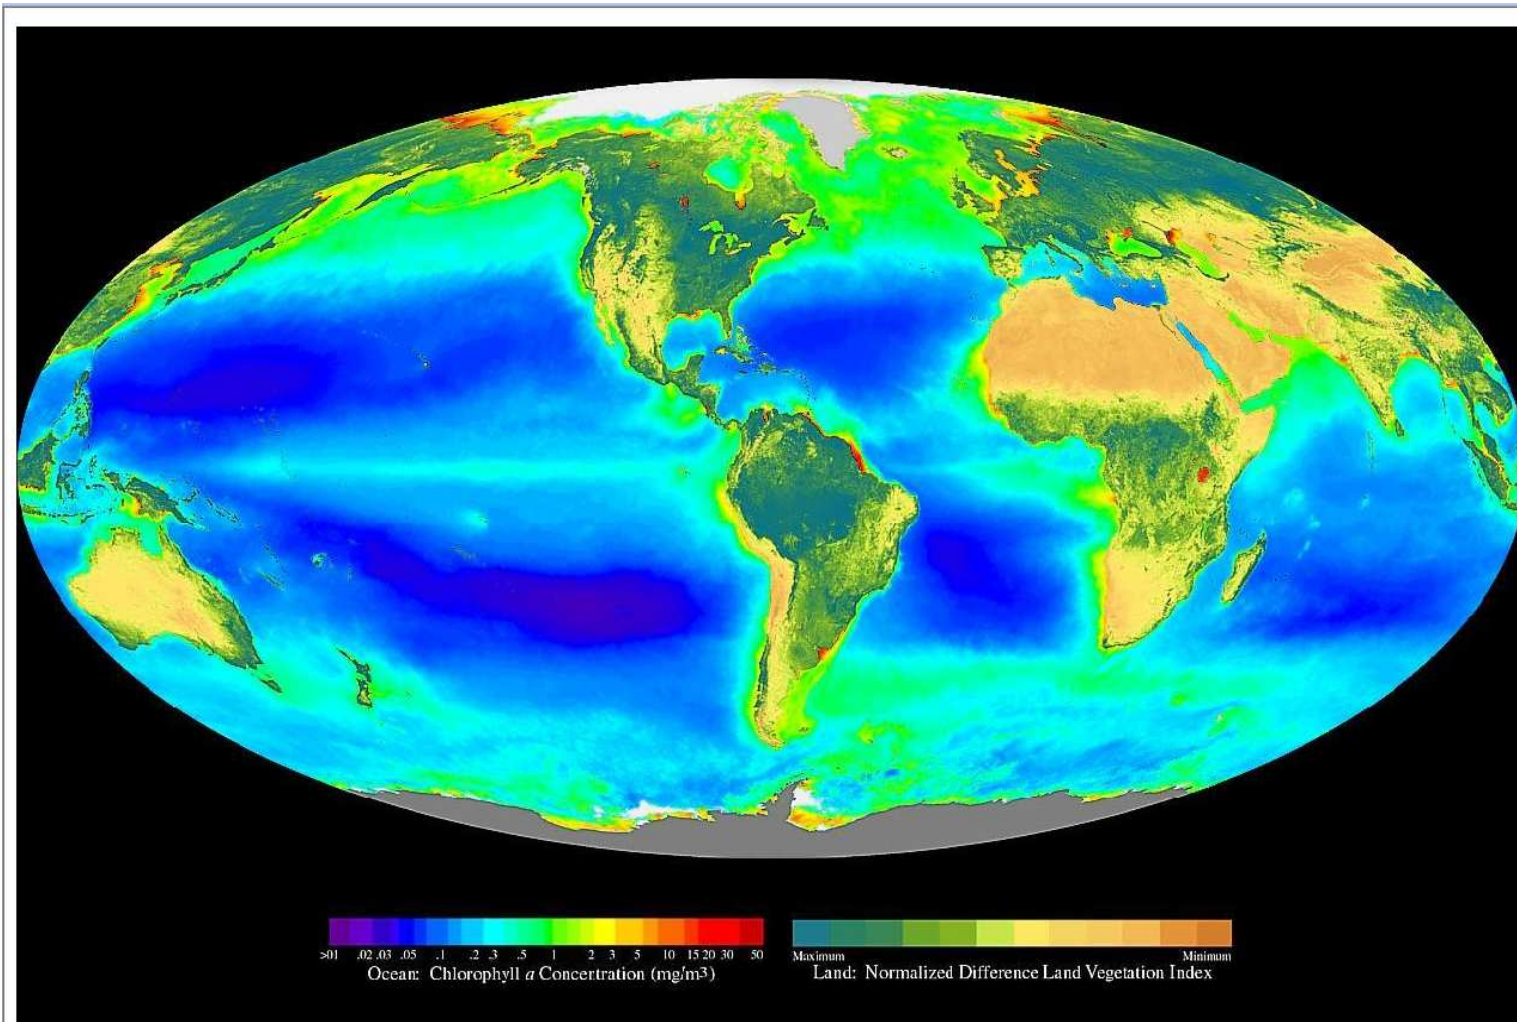 >01 .02 .03 .05 .1 .2 .3 .5 1 2 3 5 10 15 20 30 50
Ocean: Chlorophyll a Concentration (mg/m3)
Maximum Minimum
Land: Normalized Difference Land Vegetation Index